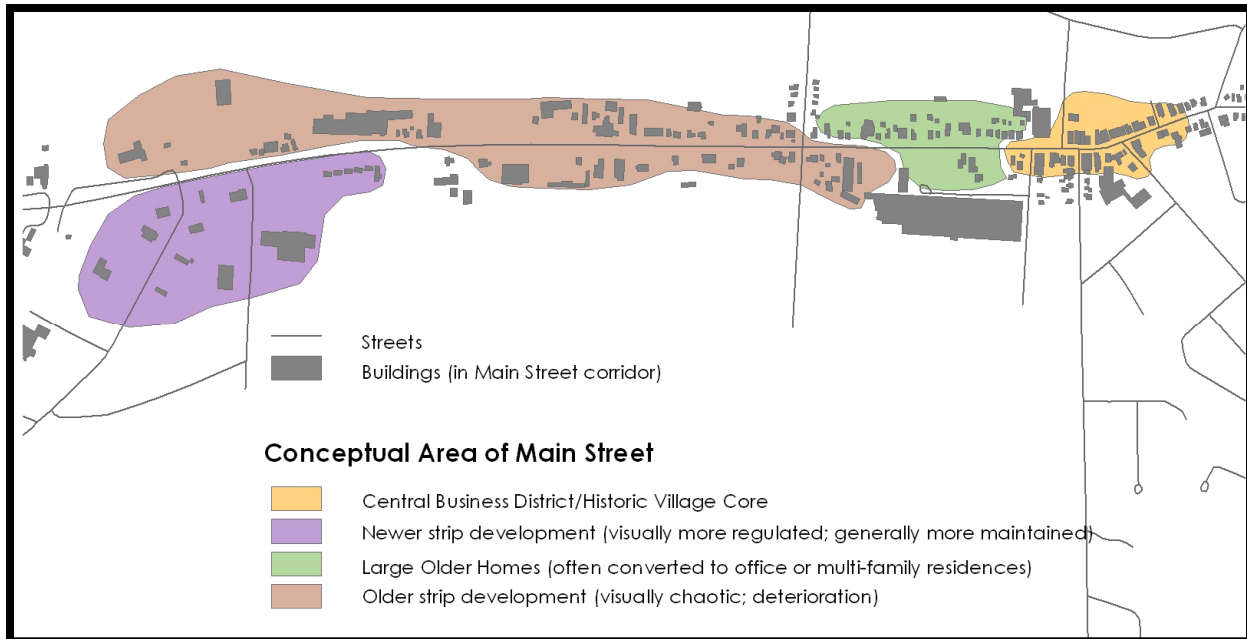 Streets
Buildings (in Main Street corridor)
Conceptual Area of Main Street
Central Business District/Historic Village Core
Newer strip development (visually more regulated; generally more maintained)
Large Older Homes (often converted to office or multi-family residences)
Older strip development (visually chaotic; deterioration)